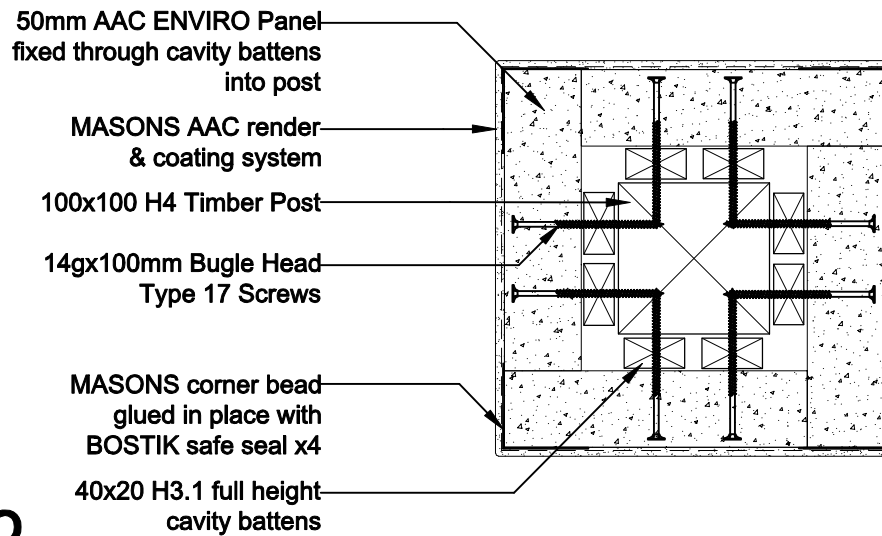 50mm AAC ENVIRO Panel
fixed through cavity battens
into post
MASONS AAC render
& coating system
100x100 H4 Timber Post
14gx100mm Bugle Head
Type 17 Screws
MASONS corner bead
glued in place with
BOSTIK safe seal x4
40x20 H3.1 full height
cavity battens